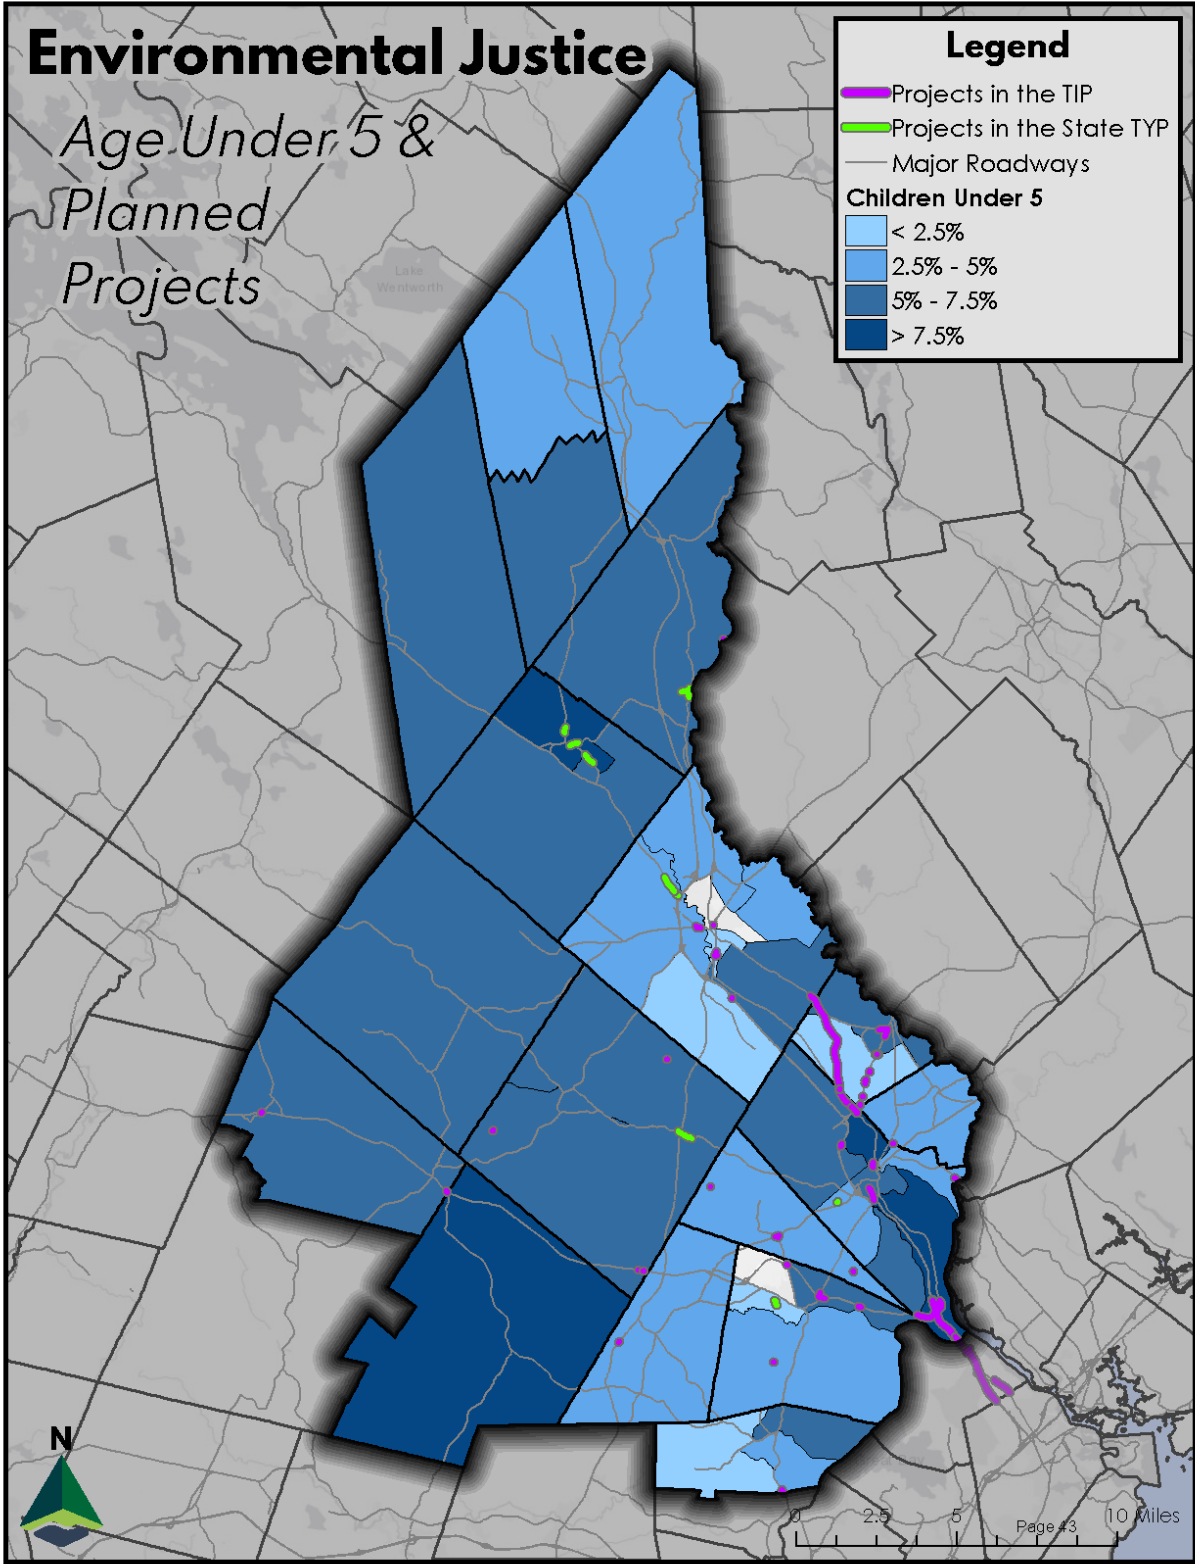 Environmental Justice
Age Under 5 &
Planned
Projects
Legend
Projects in the TIP
Projects in the State TYP
Major Roadways
Children Under 5
< 2.5%
2.5% - 5%
5% - 7.5%
> 7.5%
Lake
Wentworth
N
0 2.5 5 10 Miles
Page 43